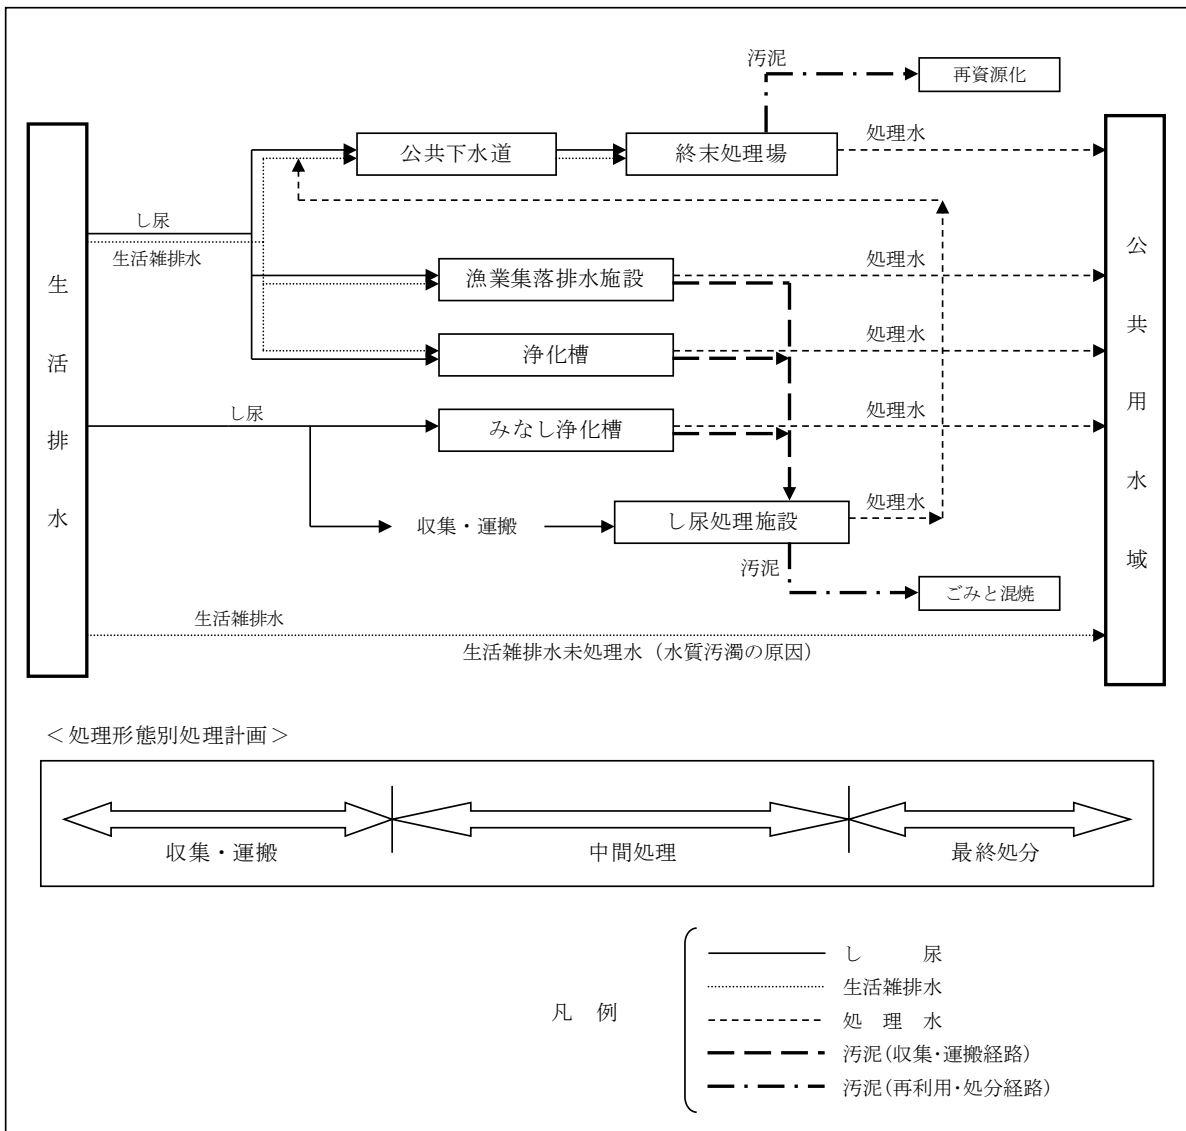 汚泥
再資源化
処理水
公共下水道
終末処理場
し尿
生活雑排水
処理水
漁業集落排水施設
処理水
浄化槽
し尿
処理水
みなし浄化槽
処理水
収集・運搬
し尿処理施設
汚泥
ごみと混焼
生活雑排水
生活雑排水未処理水（水質汚濁の原因）
生活排水
公共用水域
＜処理形態別処理計画＞
収集・運搬
中間処理
最終処分
凡　例
し　　尿
生活雑排水
処　理　水
汚泥(収集･運搬経路)
汚泥(再利用･処分経路)